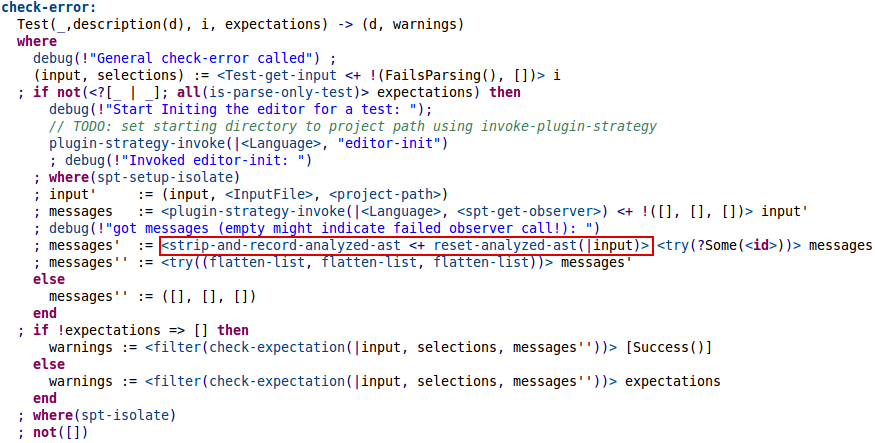 check-error:
  Test(_,description(d), i, expectations) -> (d, warnings)
  where
    debug(!"General check-error called") ;
    (input, selections) := <Test-get-input <+ !(FailsParsing(), [])> i
  ; if not(<?[_ | _]; all(is-parse-only-test)> expectations) then
      debug(!"Start Initing the editor for a test: ");
      // TODO: set starting directory to project path using invoke-plugin-strategy
      plugin-strategy-invoke(|<Language>, "editor-init")
      ; debug(!"Invoked editor-init: ")
    ; where(spt-setup-isolate)
    ; input'     := (input, <InputFile>, <project-path>)
    ; messages   := <plugin-strategy-invoke(|<Language>, <spt-get-observer>) <+ !([], [], [])> input'
    ; debug(!"got messages (empty might indicate failed observer call!): ")
    ; messages'  := <strip-and-record-analyzed-ast <+ reset-analyzed-ast(|input)> <try(?Some(<id>))> messages
    ; messages'' := <try((flatten-list, flatten-list, flatten-list))> messages'
    else
      messages'' := ([], [], [])
    end
  ; if !expectations => [] then
      warnings := <filter(check-expectation(|input, selections, messages''))> [Success()]
    else
      warnings := <filter(check-expectation(|input, selections, messages''))> expectations
    end
  ; where(spt-isolate)
  ; not([])